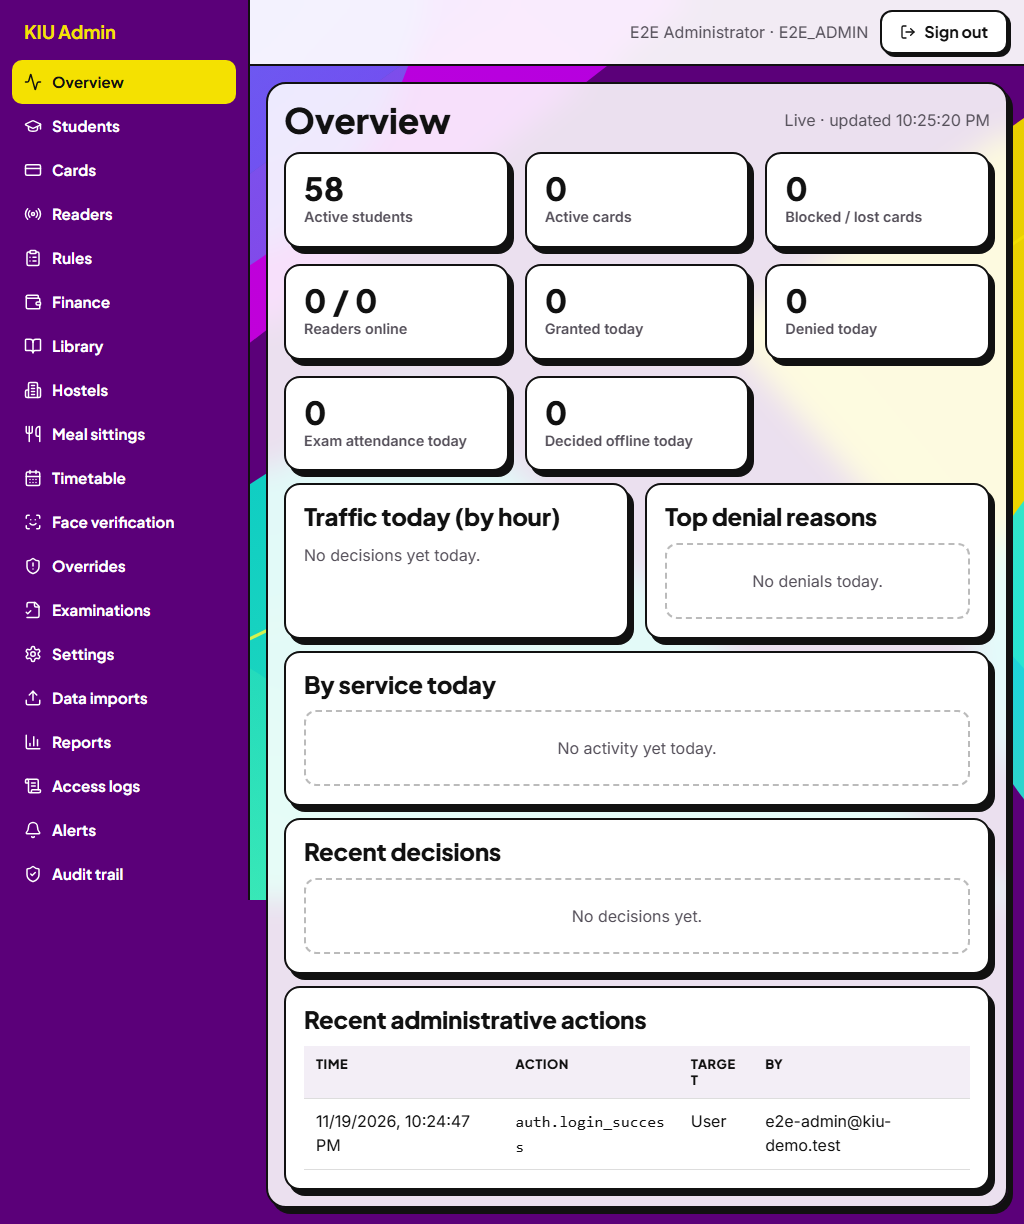 KIU Admin
Overview
Students
Cards
Readers
Rules
Finance
Library
Hostels
Meal sittings
Timetable
Face verification
Overrides
Examinations
Settings
Data imports
Reports
Access logs
Alerts
Audit trail
E2E Administrator · E2E_ADMIN
Sign out
Overview
Live · updated 10:25:20 PM
58
Active students
0
Active cards
0
Blocked / lost cards
0 / 0
Readers online
0
Granted today
0
Denied today
0
Exam attendance today
0
Decided offline today
Traffic today (by hour)
No decisions yet today.
Top denial reasons
No denials today.
By service today
No activity yet today.
Recent decisions
No decisions yet.
Recent administrative actions
TIME ACTION TARGE BY
T
11/19/2026, 10:24:47 auth.login_succes User e2e-admin@kiu-
PM s demo.test